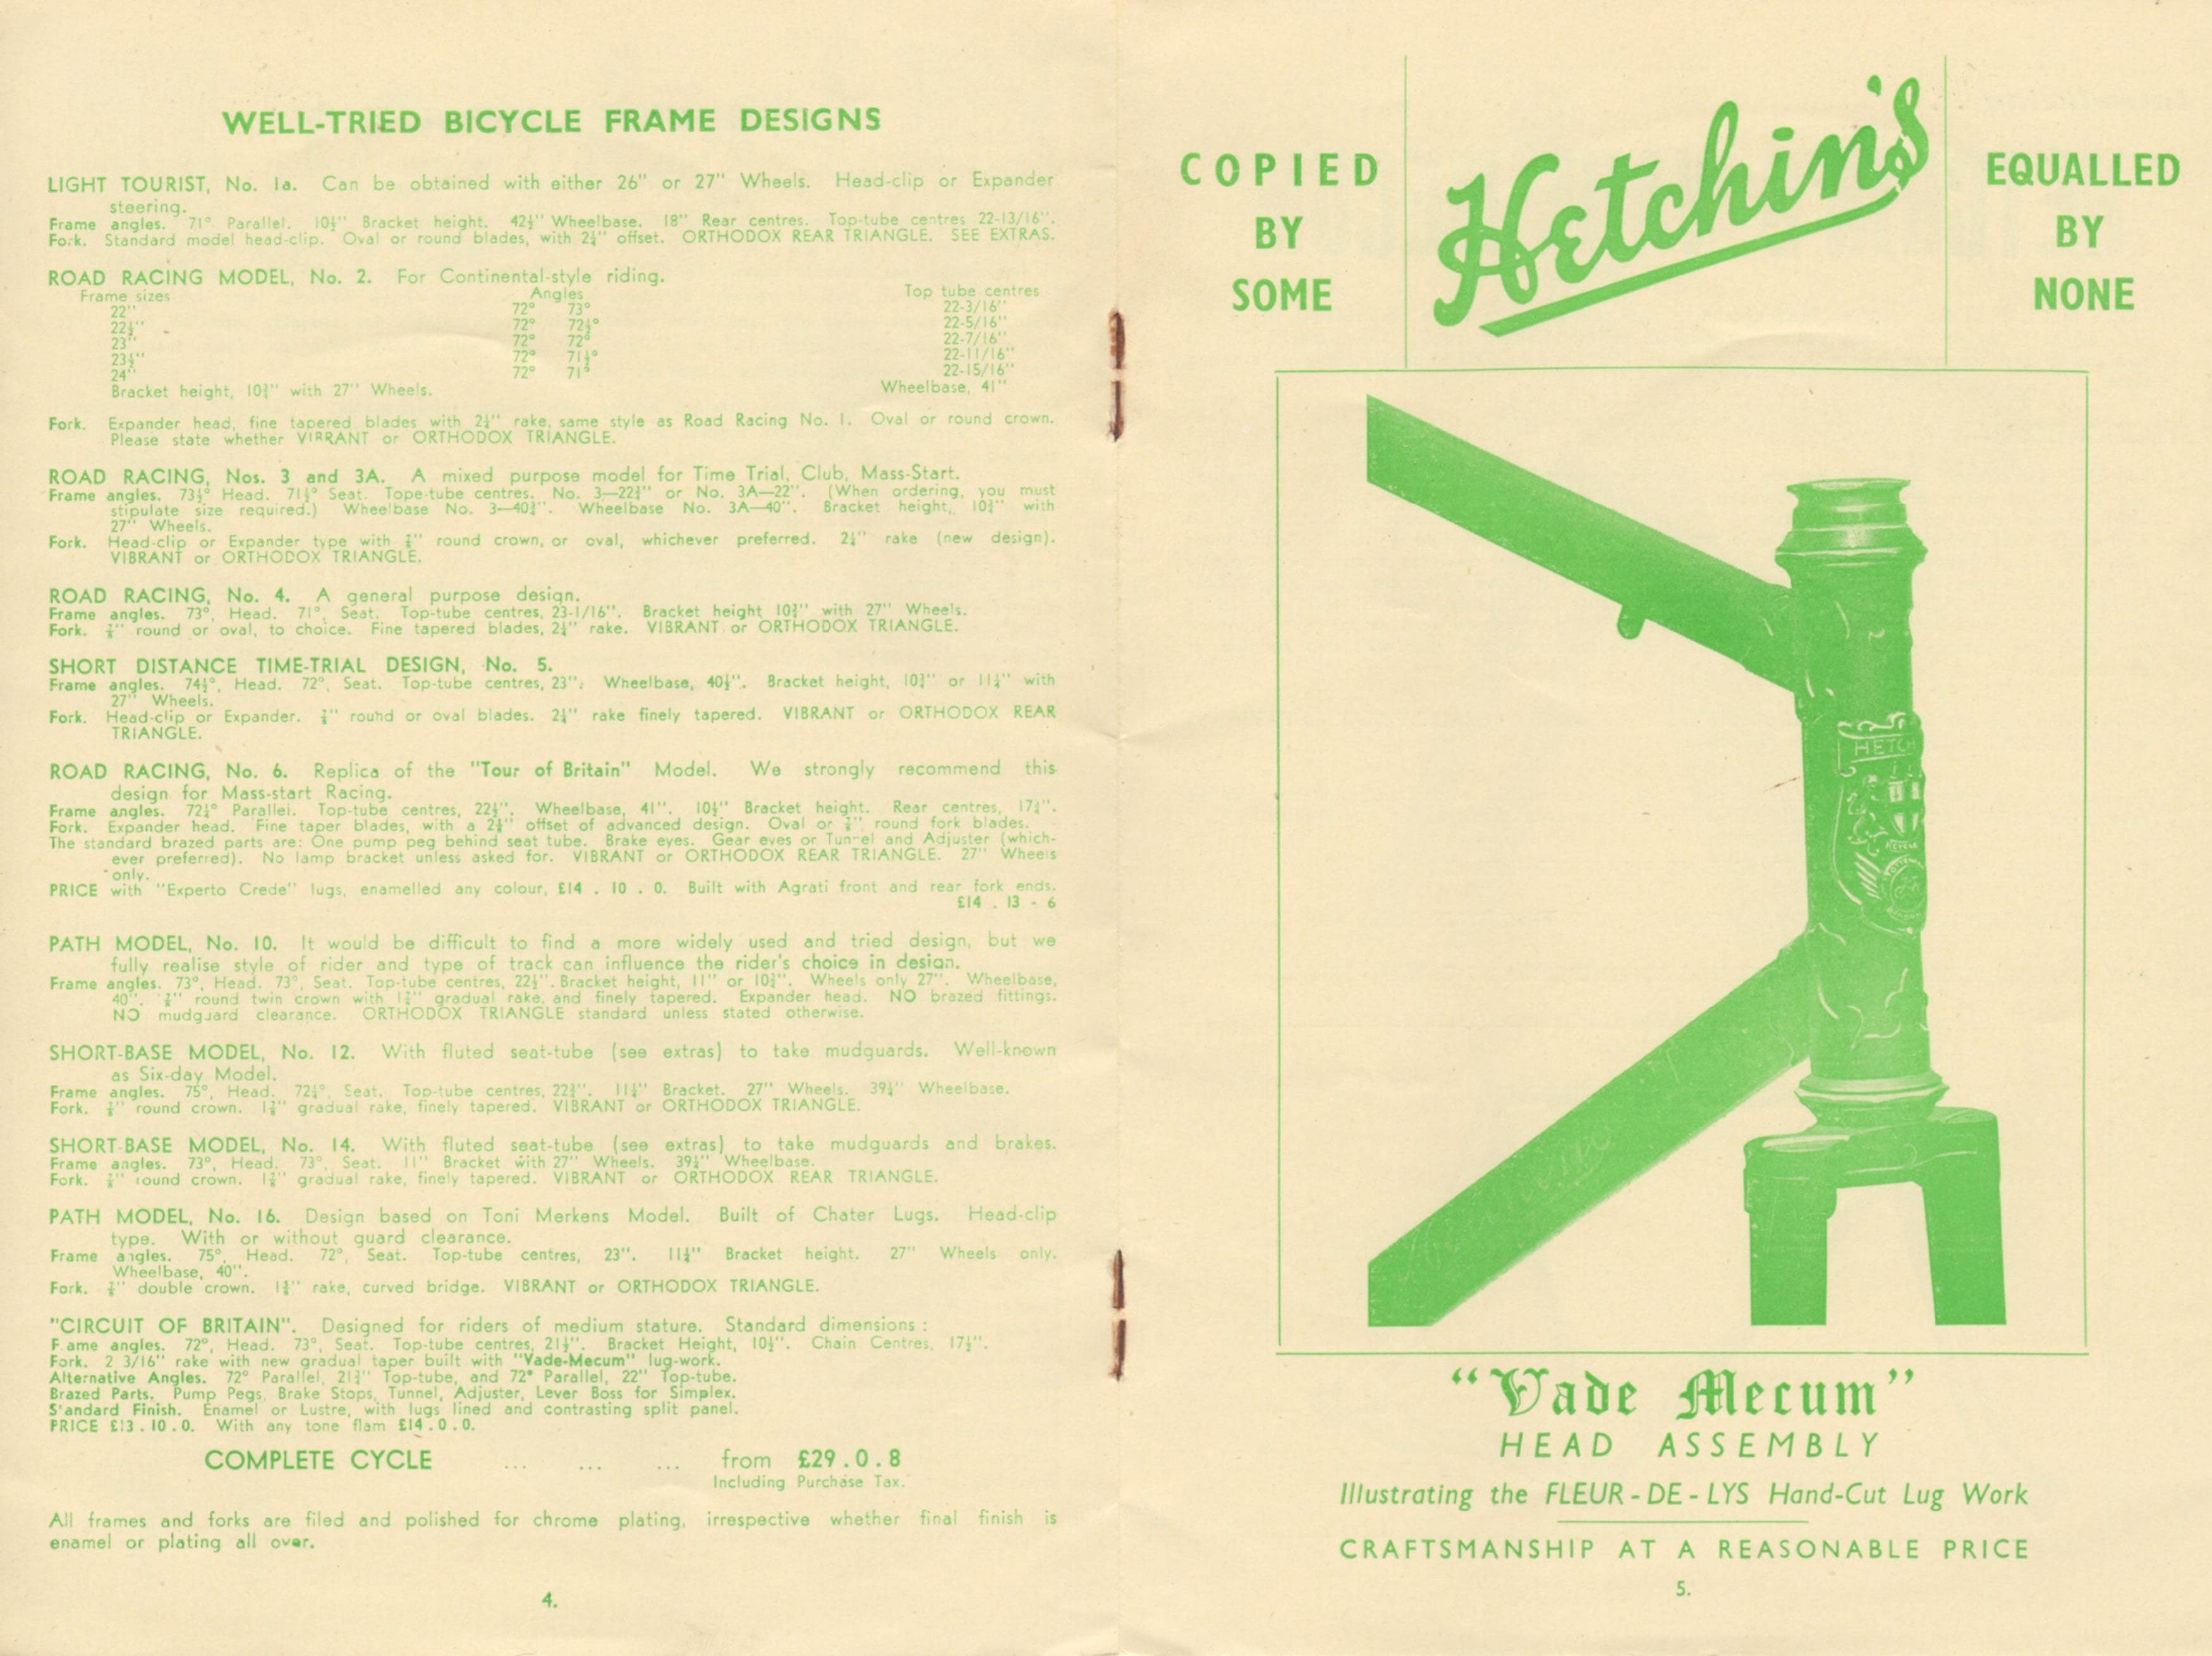 WELL-TRIED BICYCLE FRAME DESIGNS
LIGHT TOURIST, No. 1a. Can be obtained with either 26" or 27" Wheels. Head-clip or Expander
steering.
Frame angles. 71° Parallel. 10½" Bracket height. 42½" Wheelbase. 18" Rear centres. Top-tube centres 22-13/16".
Fork. Standard model head-clip. Oval or round blades, with 2¼" offset. ORTHODOX REAR TRIANGLE. SEE EXTRAS.
ROAD RACING MODEL, No. 2. For Continental-style riding.
Frame sizes Angles Top tube centres
22" 72° 73° 22-3/16"
22½" 72° 72½° 22-5/16"
23" 72° 72° 22-7/16"
23½" 72° 71½° 22-11/16"
24" 72° 71° 22-15/16"
Bracket height, 10¾" with 27" Wheels. Wheelbase, 41"
Fork. Expander head, fine tapered blades with 2¼" rake, same style as Road Racing No. 1. Oval or round crown.
Please state whether VIBRANT or ORTHODOX TRIANGLE.
ROAD RACING, Nos. 3 and 3A. A mixed purpose model for Time Trial, Club, Mass-Start.
Frame angles. 73½° Head. 71½° Seat. Tope-tube centres. No. 3—22¾" or No. 3A—22". (When ordering, you must
stipulate size required.) Wheelbase No. 3—40¾". Wheelbase No. 3A—40". Bracket height, 10¾" with
27" Wheels.
Fork. Head-clip or Expander type with ⅞" round crown, or oval, whichever preferred. 2¼" rake (new design).
VIBRANT or ORTHODOX TRIANGLE.
ROAD RACING, No. 4. A general purpose design.
Frame angles. 73°, Head. 71°, Seat. Top-tube centres, 23-1/16". Bracket height 10¾" with 27" Wheels.
Fork. ⅞" round or oval, to choice. Fine tapered blades, 2¼" rake. VIBRANT or ORTHODOX TRIANGLE.
SHORT DISTANCE TIME-TRIAL DESIGN, No. 5.
Frame angles. 74½°, Head. 72°, Seat. Top-tube centres, 23". Wheelbase, 40½". Bracket height, 10¾" or 11¼" with
27" Wheels.
Fork. Head-clip or Expander. ⅞" round or oval blades. 2¼" rake finely tapered. VIBRANT or ORTHODOX REAR
TRIANGLE.
ROAD RACING, No. 6. Replica of the "Tour of Britain" Model. We strongly recommend this
design for Mass-start Racing.
Frame angles. 72½° Parallel. Top-tube centres, 22½". Wheelbase, 41". 10½" Bracket height. Rear centres, 17¾".
Fork. Expander head. Fine taper blades, with a 2¼" offset of advanced design. Oval or ⅞" round fork blades.
The standard brazed parts are: One pump peg behind seat tube. Brake eyes. Gear eyes or Tunnel and Adjuster (which-
ever preferred). No lamp bracket unless asked for. VIBRANT or ORTHODOX REAR TRIANGLE. 27" Wheels
only.
PRICE with "Experto Crede" lugs, enamelled any colour, £14 . 10 . 0. Built with Agrati front and rear fork ends.
£14 . 13 - 6
PATH MODEL, No. 10. It would be difficult to find a more widely used and tried design, but we
fully realise style of rider and type of track can influence the rider's choice in design.
Frame angles. 73°, Head. 73°, Seat. Top-tube centres, 22½". Bracket height, 11" or 10¾". Wheels only 27". Wheelbase,
40". ⅞" round twin crown with 1⅞" gradual rake, and finely tapered. Expander head. NO brazed fittings.
NO mudguard clearance. ORTHODOX TRIANGLE standard unless stated otherwise.
SHORT-BASE MODEL, No. 12. With fluted seat-tube (see extras) to take mudguards. Well-known
as Six-day Model.
Frame angles. 75°, Head. 72½°, Seat. Top-tube centres, 22¾". 11¼" Bracket. 27" Wheels. 39¼" Wheelbase.
Fork. ⅞" round crown. 1⅞" gradual rake, finely tapered. VIBRANT or ORTHODOX TRIANGLE.
SHORT-BASE MODEL, No. 14. With fluted seat-tube (see extras) to take mudguards and brakes.
Frame angles. 73°, Head. 73°, Seat. 11" Bracket with 27" Wheels. 39¼" Wheelbase.
Fork. ⅞" round crown. 1⅞" gradual rake, finely tapered. VIBRANT or ORTHODOX REAR TRIANGLE.
PATH MODEL, No. 16. Design based on Toni Merkens Model. Built of Chater Lugs. Head-clip
type. With or without guard clearance.
Frame angles. 75°, Head. 72°, Seat. Top-tube centres, 23". 11¼" Bracket height. 27" Wheels only.
Wheelbase, 40".
Fork. ⅞" double crown. 1⅞" rake, curved bridge. VIBRANT or ORTHODOX TRIANGLE.
"CIRCUIT OF BRITAIN". Designed for riders of medium stature. Standard dimensions :
Frame angles. 72°, Head. 73°, Seat. Top-tube centres, 21½". Bracket Height, 10½". Chain Centres, 17½".
Fork. 2 3/16" rake with new gradual taper built with "Vade-Mecum" lug-work.
Alternative Angles. 72° Parallel, 21¾" Top-tube, and 72° Parallel, 22" Top-tube.
Brazed Parts. Pump Pegs, Brake Stops, Tunnel, Adjuster, Lever Boss for Simplex.
Standard Finish. Enamel or Lustre, with lugs lined and contrasting split panel.
PRICE £13 . 10 . 0. With any tone flam £14 . 0 . 0.
COMPLETE CYCLE ... ... ... from £29 . 0 . 8
Including Purchase Tax.
All frames and forks are filed and polished for chrome plating, irrespective whether final finish is
enamel or plating all over.
4.
COPIED
BY
SOME
Hetchin's
EQUALLED
BY
NONE
HETCH
"Vade Mecum"
HEAD ASSEMBLY
Illustrating the FLEUR-DE-LYS Hand-Cut Lug Work
CRAFTSMANSHIP AT A REASONABLE PRICE
5.